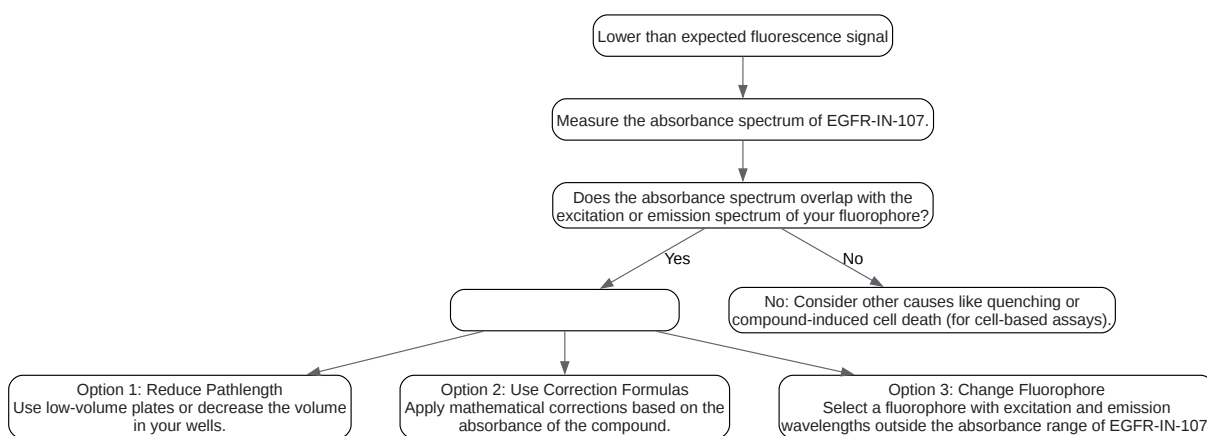 Lower than expected fluorescence signal
Measure the absorbance spectrum of EGFR-IN-107.
Does the absorbance spectrum overlap with the
excitation or emission spectrum of your fluorophore?
Yes
No
No: Consider other causes like quenching or
compound-induced cell death (for cell-based assays).
Option 1: Reduce Pathlength
Use low-volume plates or decrease the volume
in your wells.
Option 2: Use Correction Formulas
Apply mathematical corrections based on the
absorbance of the compound.
Option 3: Change Fluorophore
Select a fluorophore with excitation and emission
wavelengths outside the absorbance range of EGFR-IN-107